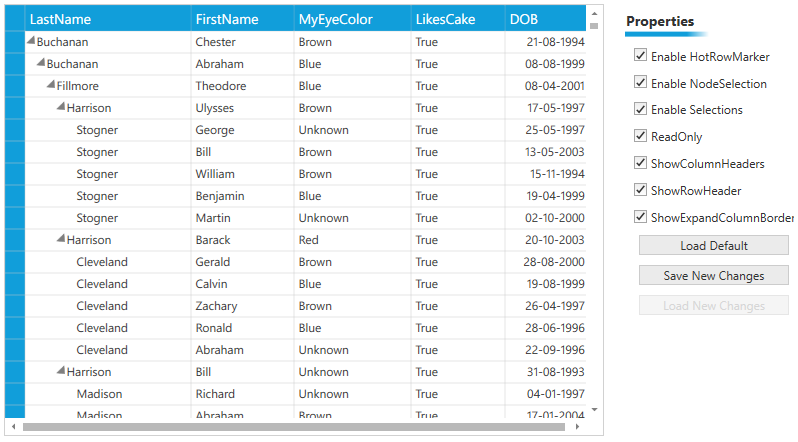 LastName FirstName MyEyeColor LikesCake DOB
Buchanan Chester Brown True 21-08-1994
Buchanan Abraham Blue True 08-08-1999
Fillmore Theodore Blue True 08-04-2001
Harrison Ulysses Brown True 17-05-1997
Stogner George Unknown True 25-05-1997
Stogner Bill Brown True 13-05-2003
Stogner William Brown True 15-11-1994
Stogner Benjamin Blue True 19-04-1999
Stogner Martin Unknown True 02-10-2000
Harrison Barack Red True 20-10-2003
Cleveland Gerald Brown True 28-08-2000
Cleveland Calvin Blue True 19-08-1999
Cleveland Zachary Brown True 26-04-1997
Cleveland Ronald Blue True 28-06-1996
Cleveland Abraham Unknown True 22-09-1996
Harrison Bill Unknown True 31-08-1993
Madison Richard Unknown True 04-01-1997
Madison Abraham Brown True 17-01-2004
Properties
Enable HotRowMarker
Enable NodeSelection
Enable Selections
ReadOnly
ShowColumnHeaders
ShowRowHeader
ShowExpandColumnBorder
Load Default
Save New Changes
Load New Changes